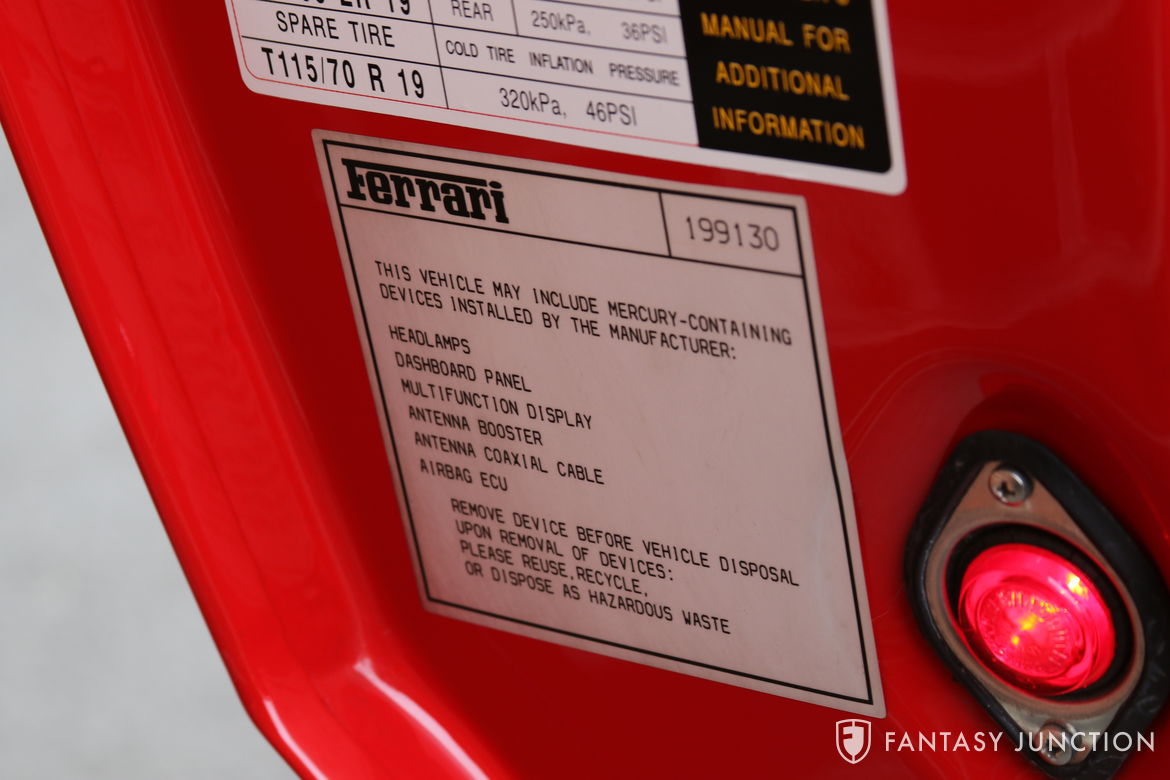 R 19
REAR
250kPa, 36PSI
MANUAL FOR
SPARE TIRE
COLD TIRE INFLATION PRESSURE
ADDITIONAL
T115/70 R 19
320kPa, 46PSI
INFORMATION
Ferrari
199130
THIS VEHICLE MAY INCLUDE MERCURY-CONTAINING
DEVICES INSTALLED BY THE MANUFACTURER:
HEADLAMPS
DASHBOARD PANEL
MULTIFUNCTION DISPLAY
ANTENNA BOOSTER
ANTENNA COAXIAL CABLE
AIRBAG ECU
REMOVE DEVICE BEFORE VEHICLE DISPOSAL
UPON REMOVAL OF DEVICES:
PLEASE REUSE,RECYCLE,
OR DISPOSE AS HAZARDOUS WASTE
FANTASY JUNCTION